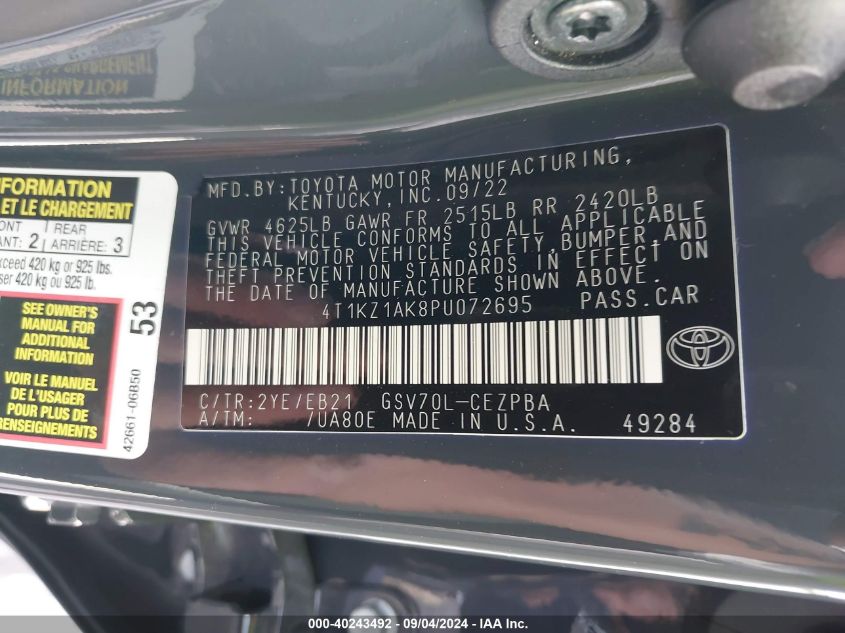 INFORMATION
NFORMATION
ET LE CHARGEMENT
ONT 2 REAR 3
ANT: ARRIÈRE:
xceed 420 kg or 925 lbs.
ser 420 kg ou 925 lb.
SEE OWNER'S
MANUAL FOR
ADDITIONAL
INFORMATION
VOIR LE MANUEL
DE L'USAGER
POUR PLUS DE
RENSEIGNEMENTS
53
42661-06B50
MFD.BY:TOYOTA MOTOR MANUFACTURING,
KENTUCKY,INC.09/22
GVWR 4625LB GAWR FR 2515LB RR 2420LB
THIS VEHICLE CONFORMS TO ALL APPLICABLE
FEDERAL MOTOR VEHICLE SAFETY,BUMPER,AND
THEFT PREVENTION STANDARDS IN EFFECT ON
THE DATE OF MANUFACTURE SHOWN ABOVE.
4T1KZ1AK8PU072695 PASS.CAR
C/TR:2YE/EB21 GSV70L-CEZPBA
A/TM: 7UA80E MADE IN U.S.A. 49284
000-40243492 - 09/04/2024 - IAA Inc.